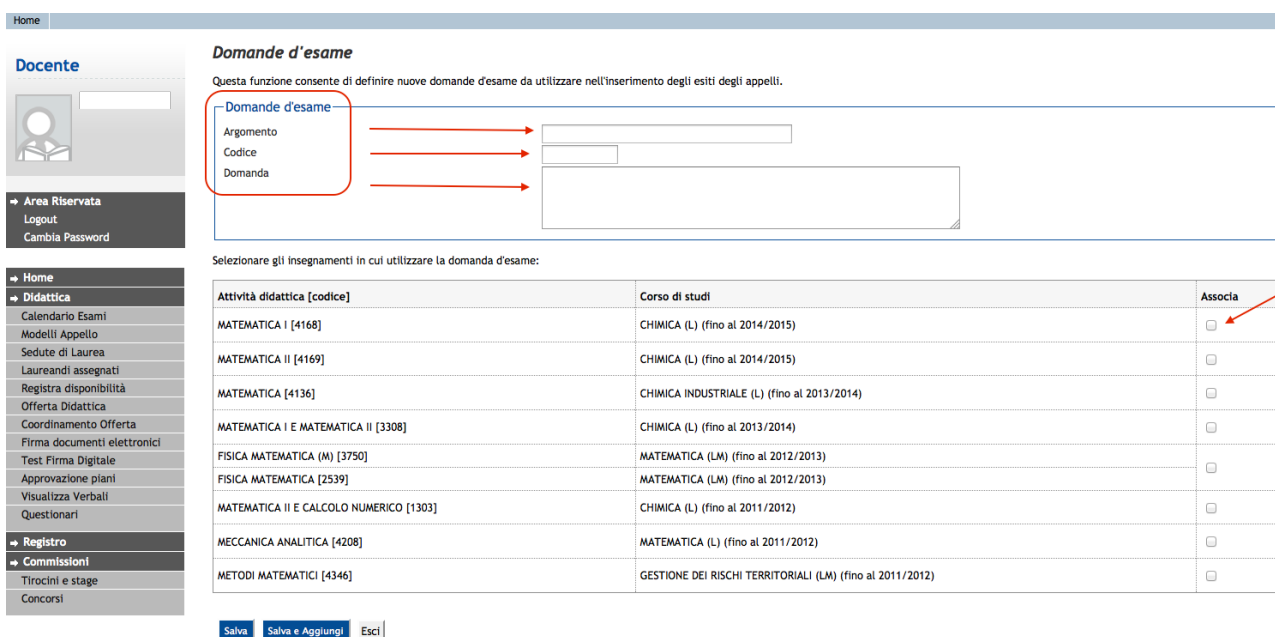 Home
Docente
Area Riservata
Logout
Cambia Password
Home
Didattica
Calendario Esami
Modelli Appello
Sedute di Laurea
Laureandi assegnati
Registra disponibilità
Offerta Didattica
Coordinamento Offerta
Firma documenti elettronici
Test Firma Digitale
Approvazione piani
Visualizza Verbali
Questionari
Registro
Commissioni
Tirocini e stage
Concorsi
Domande d'esame
Questa funzione consente di definire nuove domande d'esame da utilizzare nell'inserimento degli esiti degli appelli.
Domande d'esame
Argomento
Codice
Domanda
Selezionare gli insegnamenti in cui utilizzare la domanda d'esame:
Attività didattica [codice] Corso di studi Associa
MATEMATICA I [4168] CHIMICA (L) (fino al 2014/2015)
MATEMATICA II [4169] CHIMICA (L) (fino al 2014/2015)
MATEMATICA [4136] CHIMICA INDUSTRIALE (L) (fino al 2013/2014)
MATEMATICA I E MATEMATICA II [3308] CHIMICA (L) (fino al 2013/2014)
FISICA MATEMATICA (M) [3750] MATEMATICA (LM) (fino al 2012/2013)
FISICA MATEMATICA [2539] MATEMATICA (LM) (fino al 2012/2013)
MATEMATICA II E CALCOLO NUMERICO [1303] CHIMICA (L) (fino al 2011/2012)
MECCANICA ANALITICA [4208] MATEMATICA (L) (fino al 2011/2012)
METODI MATEMATICI [4346] GESTIONE DEI RISCHI TERRITORIALI (LM) (fino al 2011/2012)
Salva Salva e Aggiungi Esci